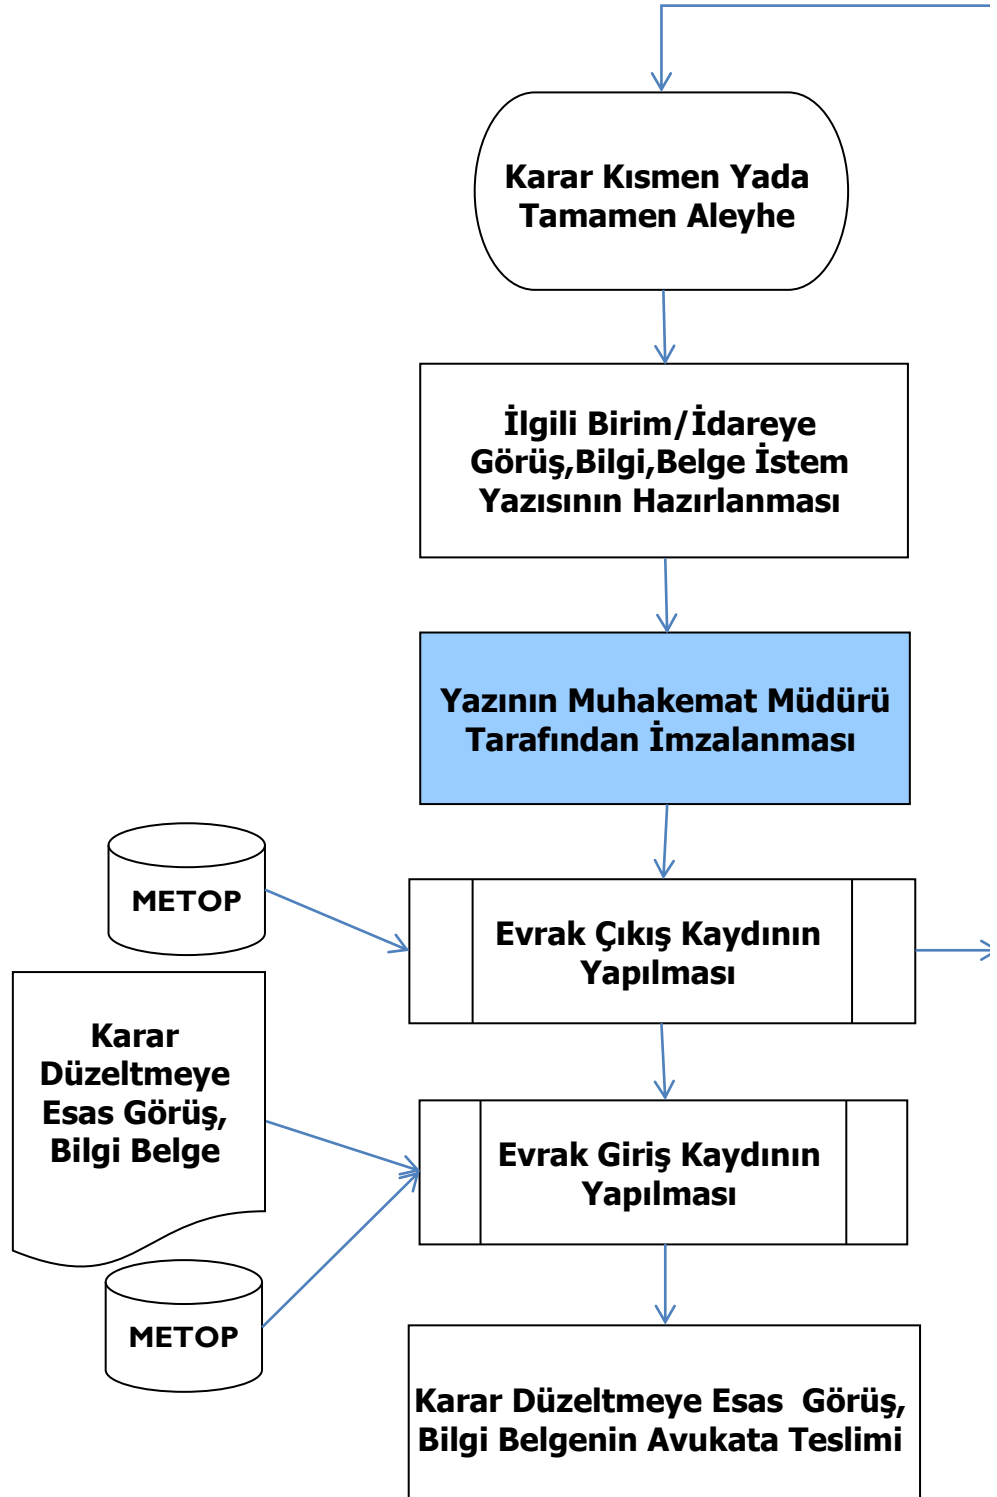 Karar Kısmen Yada
Tamamen Aleyhe
İlgili Birim/İdareye
Görüş,Bilgi,Belge İstem
Yazısının Hazırlanması
Yazının Muhakemat Müdürü
Tarafından İmzalanması
METOP
Evrak Çıkış Kaydının
Yapılması
Karar
Düzeltmeye
Esas Görüş,
Bilgi Belge
Evrak Giriş Kaydının
Yapılması
METOP
Karar Düzeltmeye Esas  Görüş,
Bilgi Belgenin Avukata Teslimi